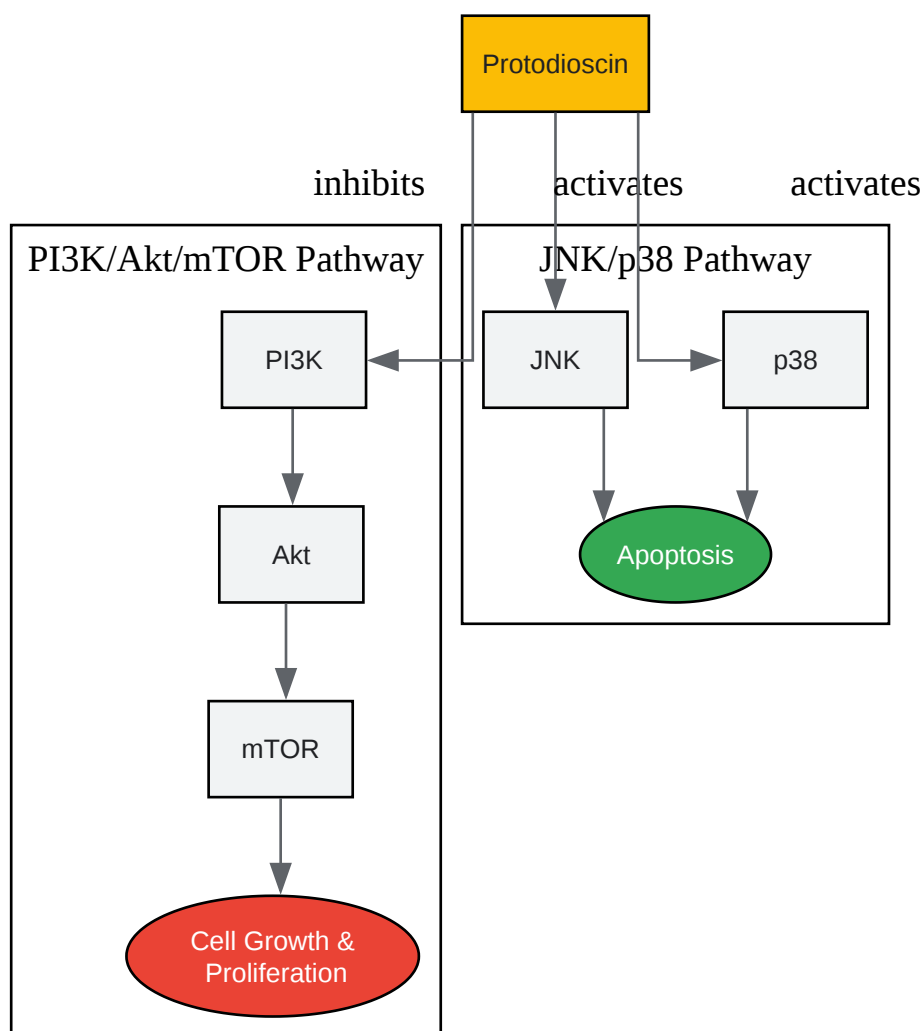 Protodioscin
inhibits
activates
activates
PI3K/Akt/mTOR Pathway
JNK/p38 Pathway
PI3K
JNK
p38
Akt
Apoptosis
mTOR
Cell Growth &
Proliferation